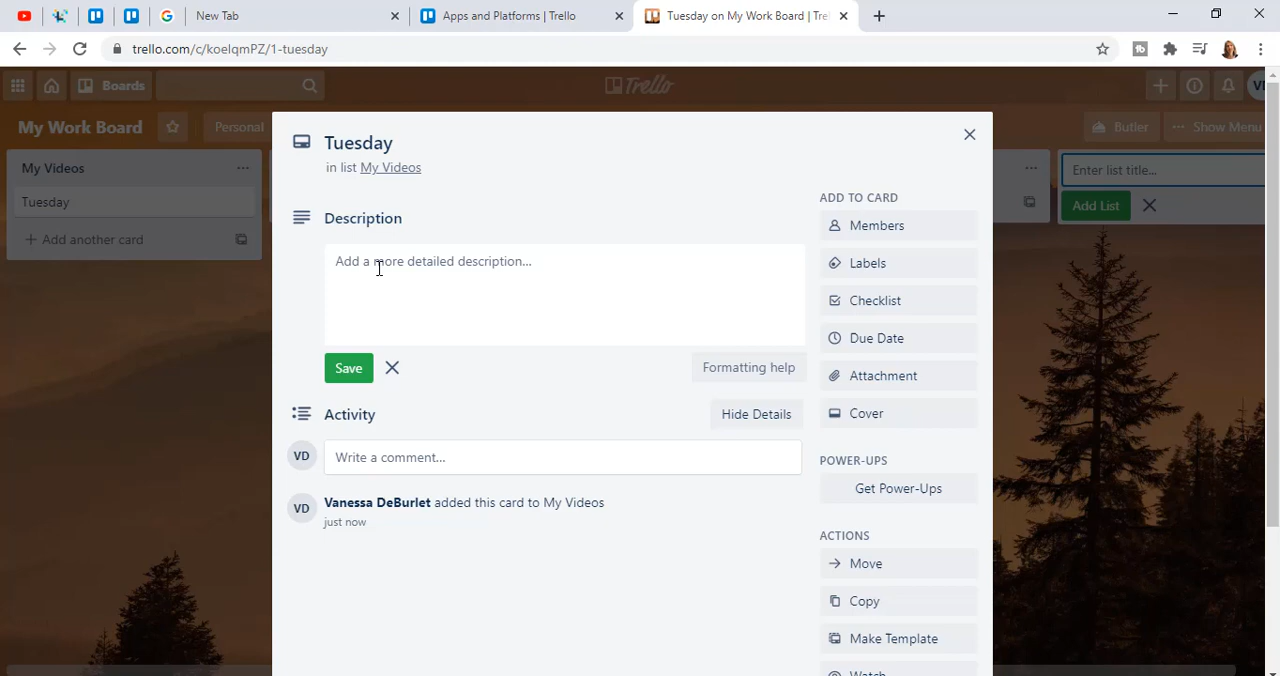 New Tab
Apps and Platforms | Trello
Tuesday on My Work Board | Tre
trello.com/c/koelqmPZ/1-tuesday
Boards
Trello
My Work Board
Personal
Butler
Show Menu
My Videos
Tuesday
Add another card
Tuesday
in list My Videos
Description
Add a more detailed description...
Save
Formatting help
Activity
Hide Details
VD
Write a comment...
VD
Vanessa DeBurlet added this card to My Videos
just now
ADD TO CARD
Members
Labels
Checklist
Due Date
Attachment
Cover
POWER-UPS
Get Power-Ups
ACTIONS
Move
Copy
Make Template
Watch
Enter list title...
Add List